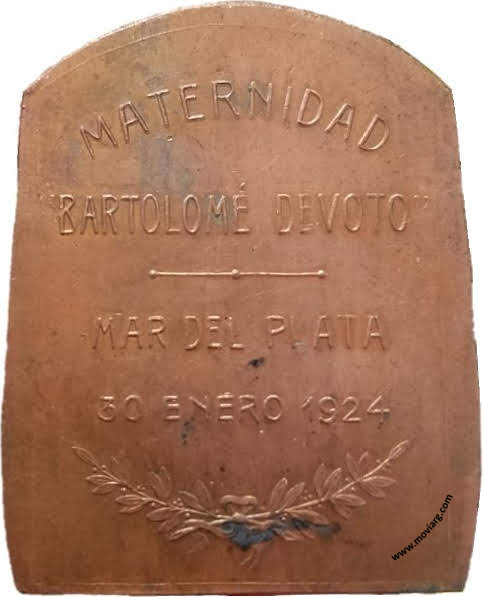 MATERNIDAD
"BARTOLOMÉ DEVOTO"
MAR DEL PLATA
30 ENERO 1924
www.moviarg.com